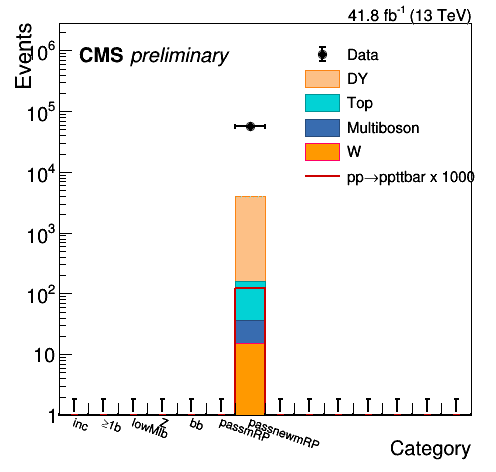 41.8 fb⁻¹ (13 TeV)
Events
CMS preliminary
Data
DY
Top
Multiboson
W
pp→ppttbar x 1000
10⁶
10⁵
10⁴
10³
10²
10
1
inc
≥1b
lowMlb
Z
bb
passmRP
passnewmRP
Category